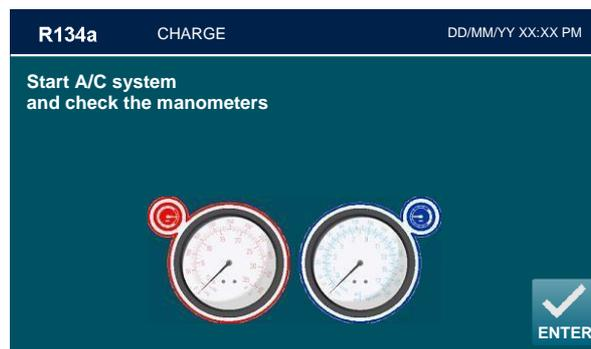 R134a CHARGE DD/MM/YY XX:XX PM
Start A/C system
and check the manometers
ENTER